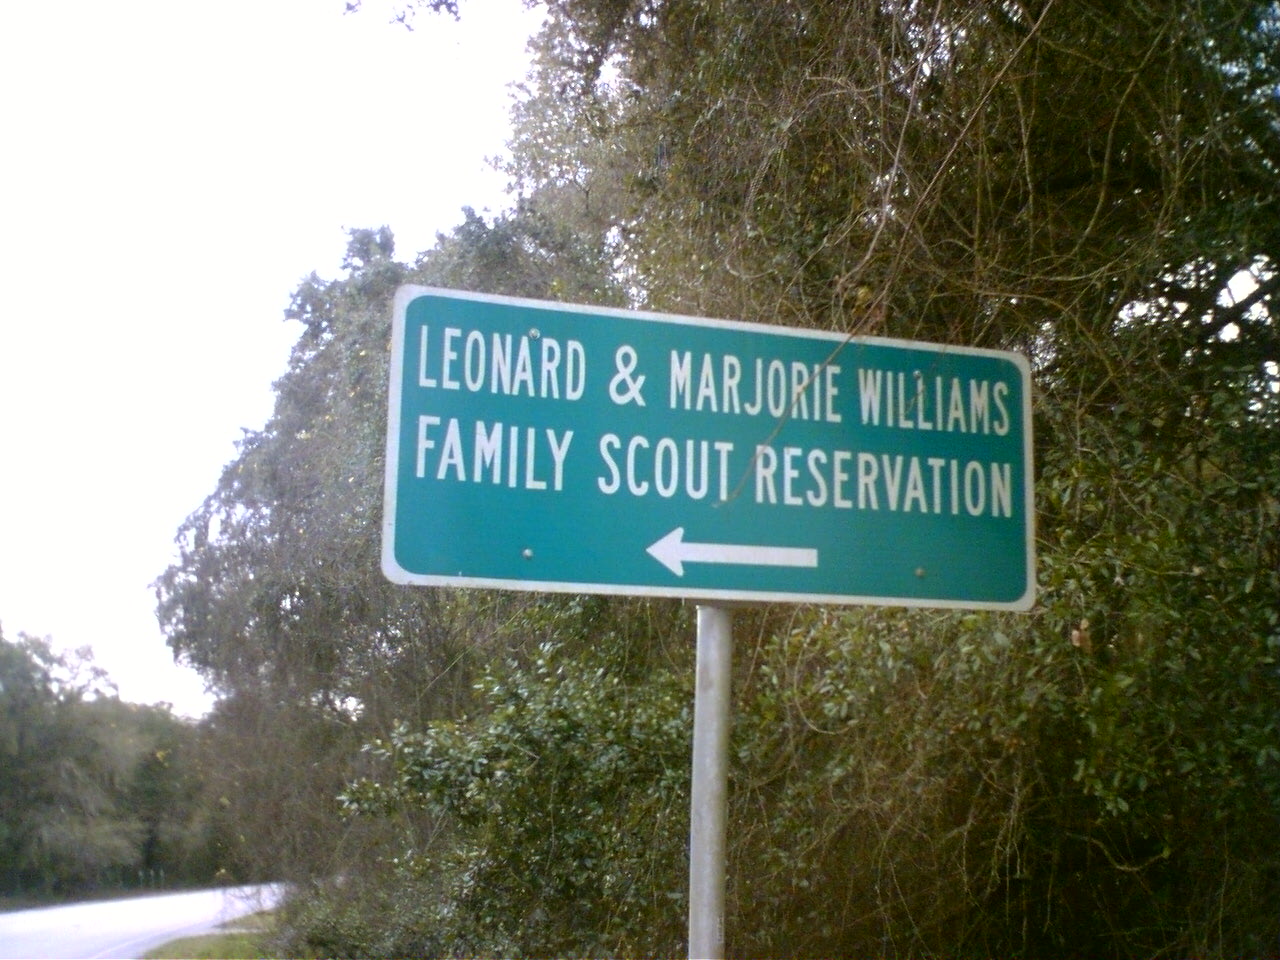 LEONARD & MARJORIE WILLIAMS
FAMILY SCOUT RESERVATION